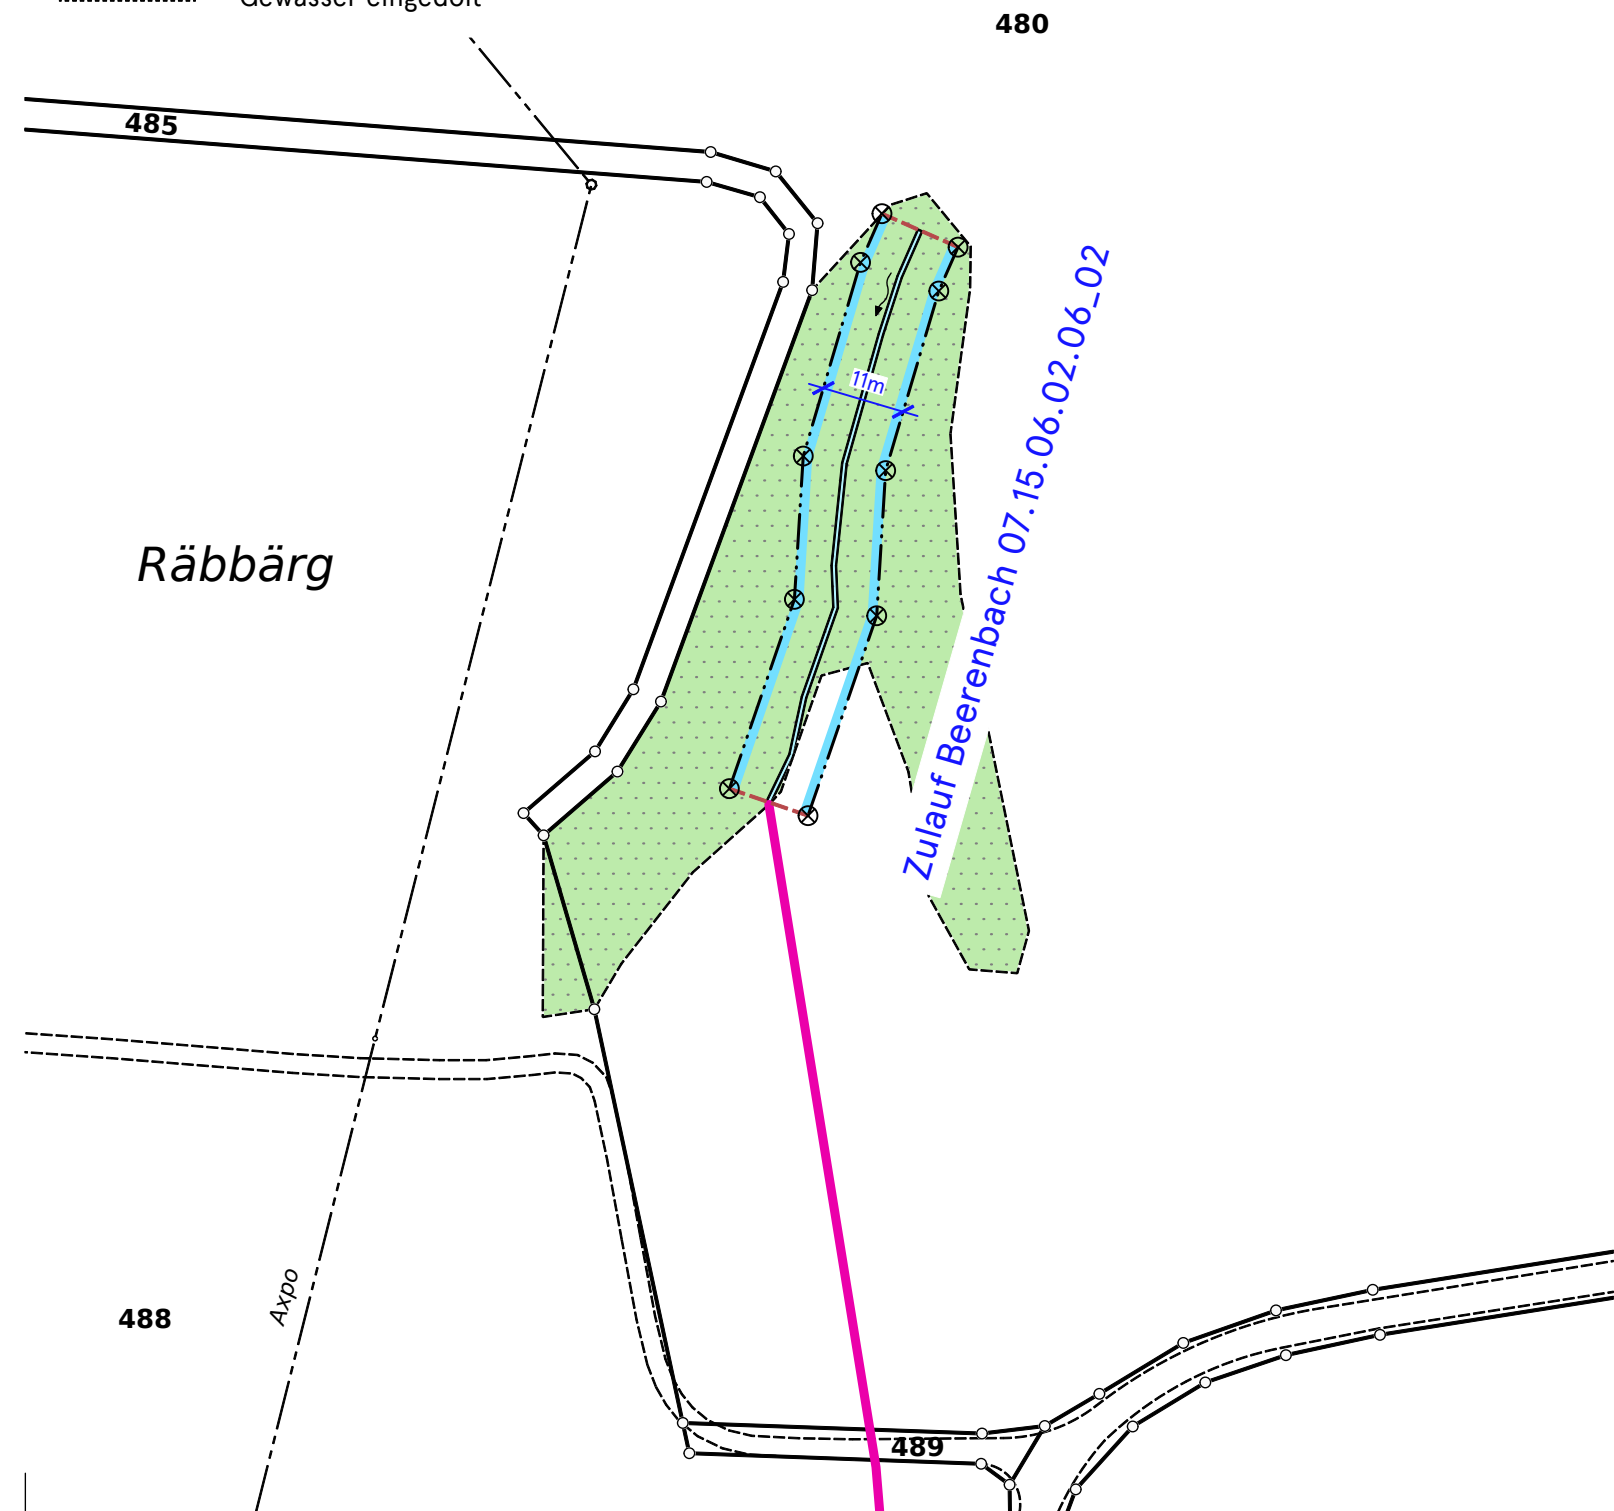 Gewässer eingedolt
480
485
11m
Zulauf Beerenbach 07.15.06.02.06_02
Räbbärg
Axpo
488
489